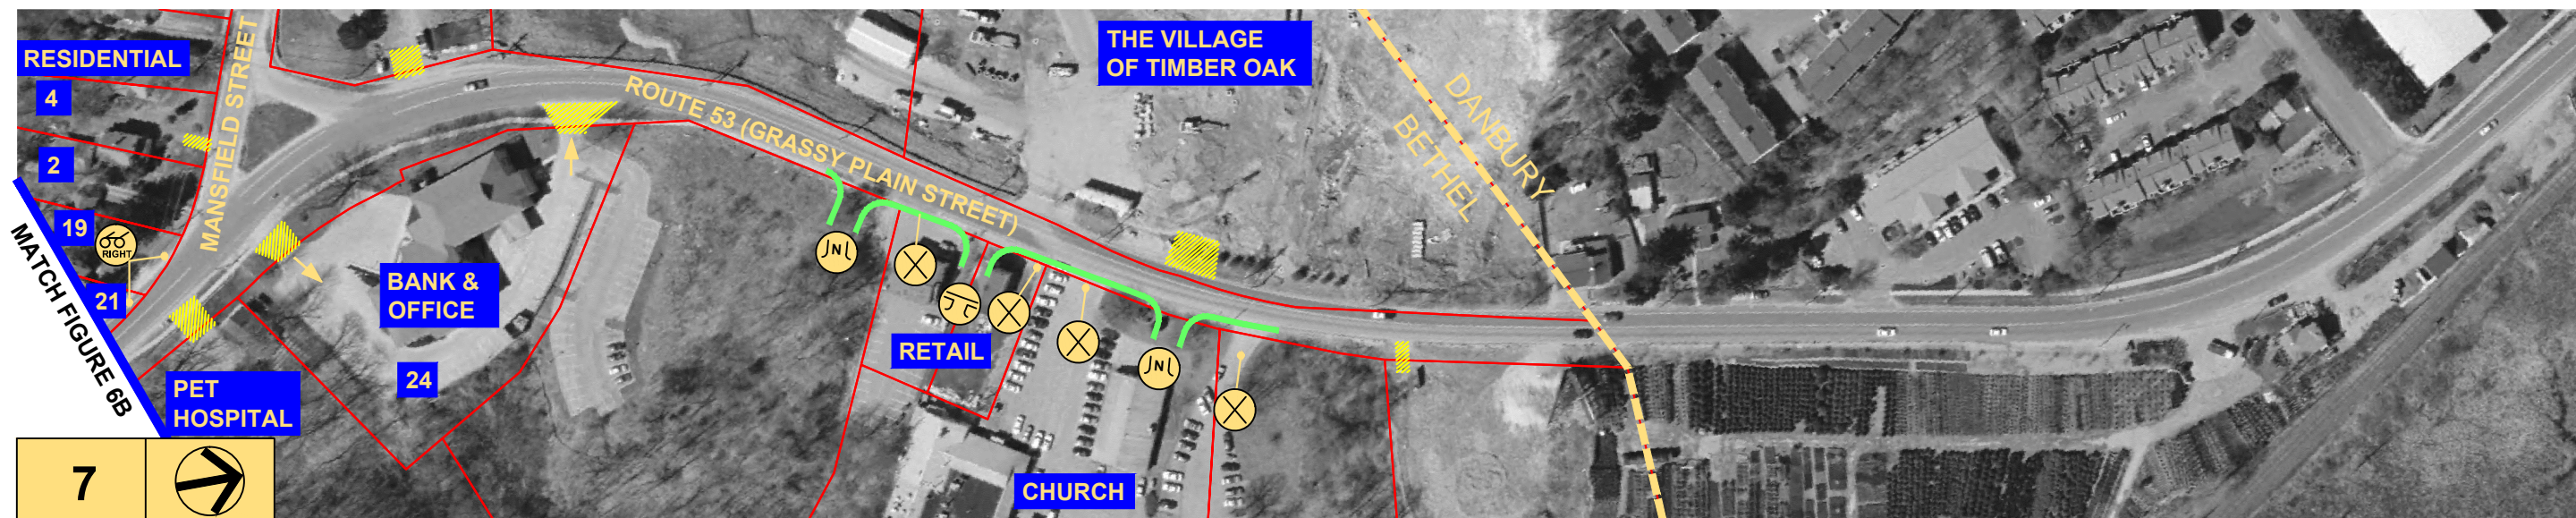 RESIDENTIAL
4
2
19
RIGHT
21
MATCH FIGURE 6B
MANSFIELD STREET
ROUTE 53 (GRASSY PLAIN STREET)
THE VILLAGE
OF TIMBER OAK
DANBURY
BETHEL
BANK &
OFFICE
24
PET
HOSPITAL
RETAIL
CHURCH
7